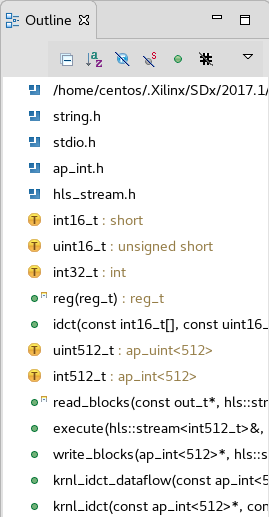 Outline
/home/centos/.Xilinx/SDx/2017.1/
string.h
stdio.h
ap_int.h
hls_stream.h
int16_t : short
uint16_t : unsigned short
int32_t : int
reg(reg_t) : reg_t
idct(const int16_t[], const uint16_
uint512_t : ap_uint<512>
int512_t : ap_int<512>
read_blocks(const out_t*, hls::stre
execute(hls::stream<int512_t>&,
write_blocks(ap_int<512>*, hls::s
krnl_idct_dataflow(const ap_int<5
krnl_idct(const ap_int<512>*, con